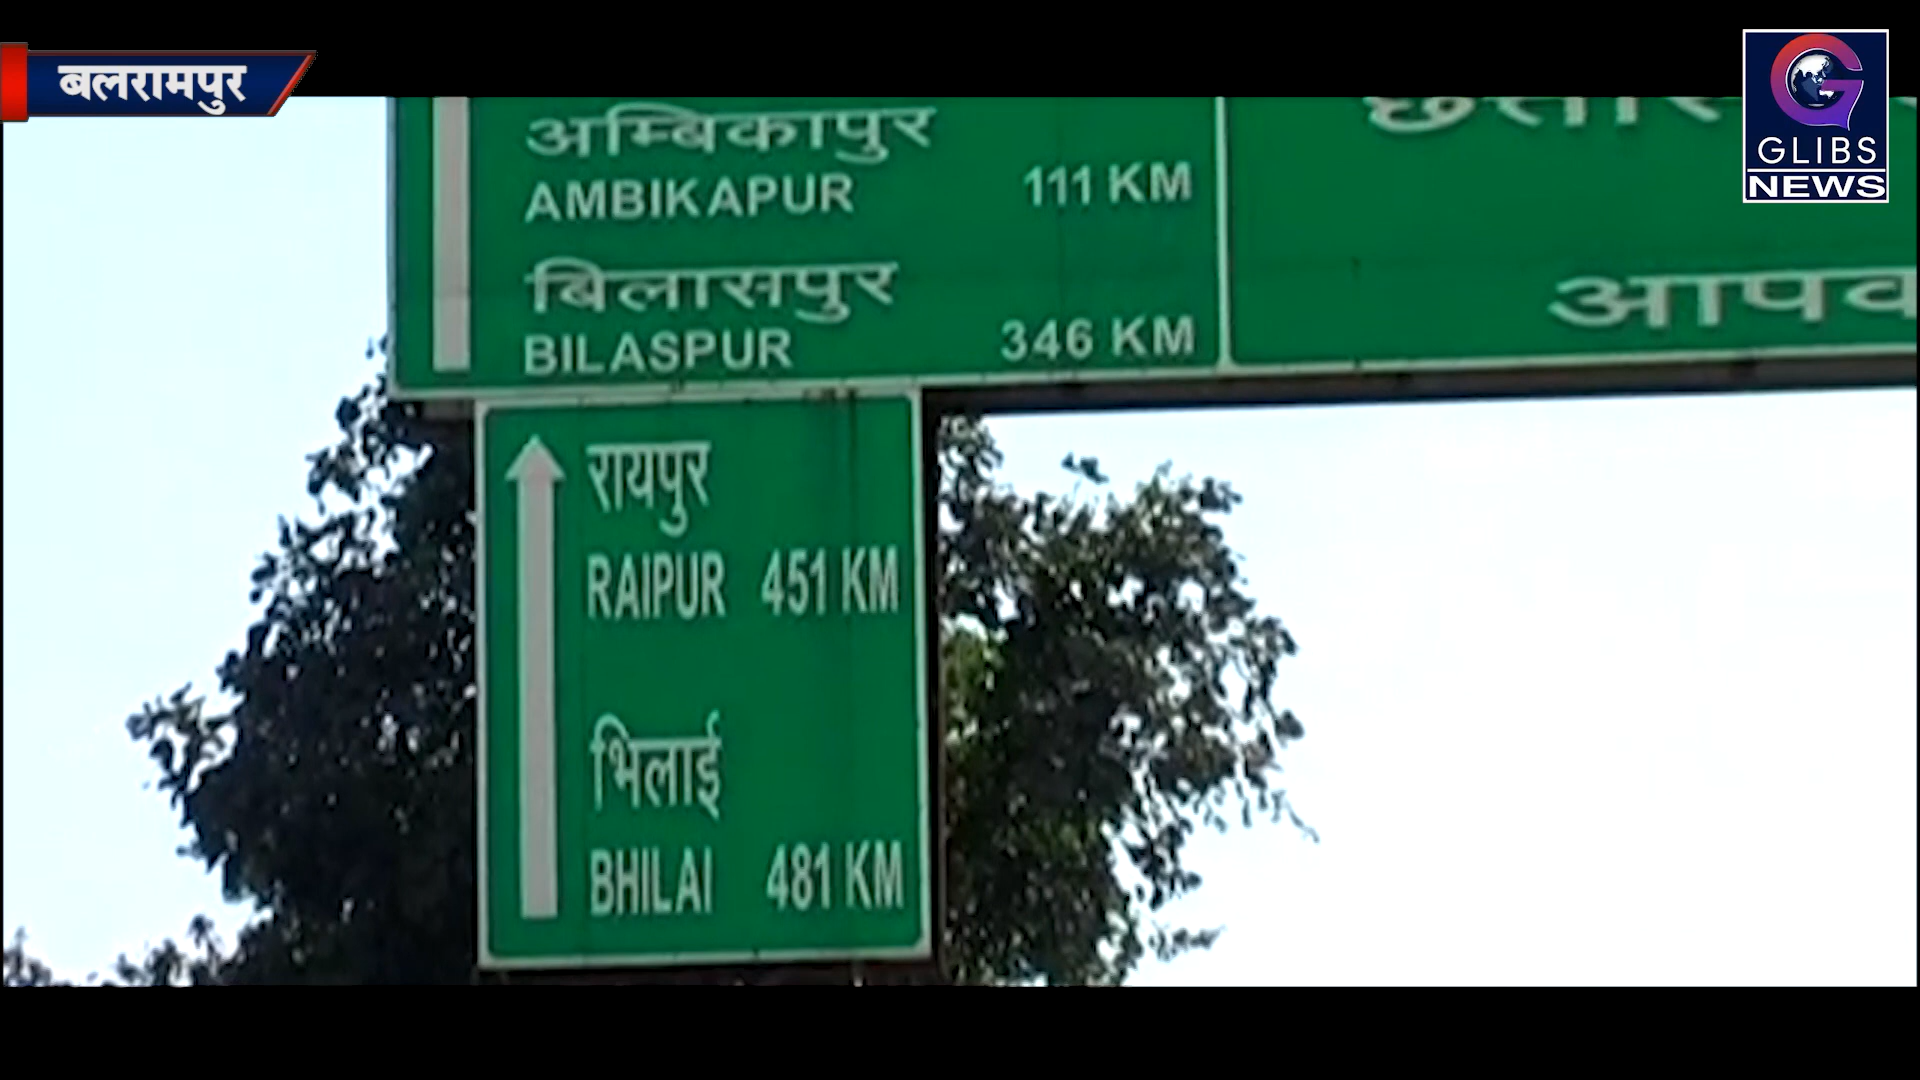 बलरामपुर
GLIBS
NEWS
अम्बिकापुर
AMBIKAPUR 111 KM
बिलासपुर
BILASPUR 346 KM
रायपुर
RAIPUR 451 KM
भिलाई
BHILAI 481 KM